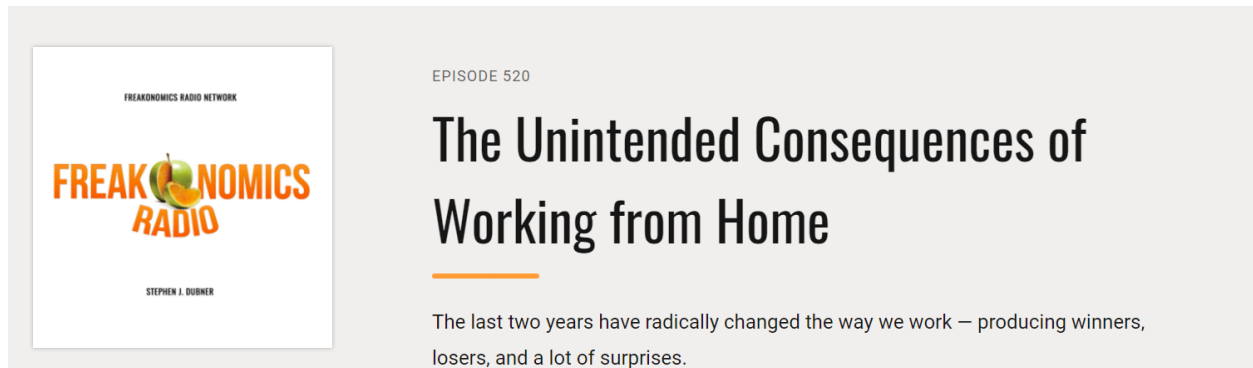 FREAKONOMICS RADIO NETWORK
FREAKONOMICS
RADIO
STEPHEN J. DUBNER
EPISODE 520
The Unintended Consequences of
Working from Home
The last two years have radically changed the way we work — producing winners,
losers, and a lot of surprises.